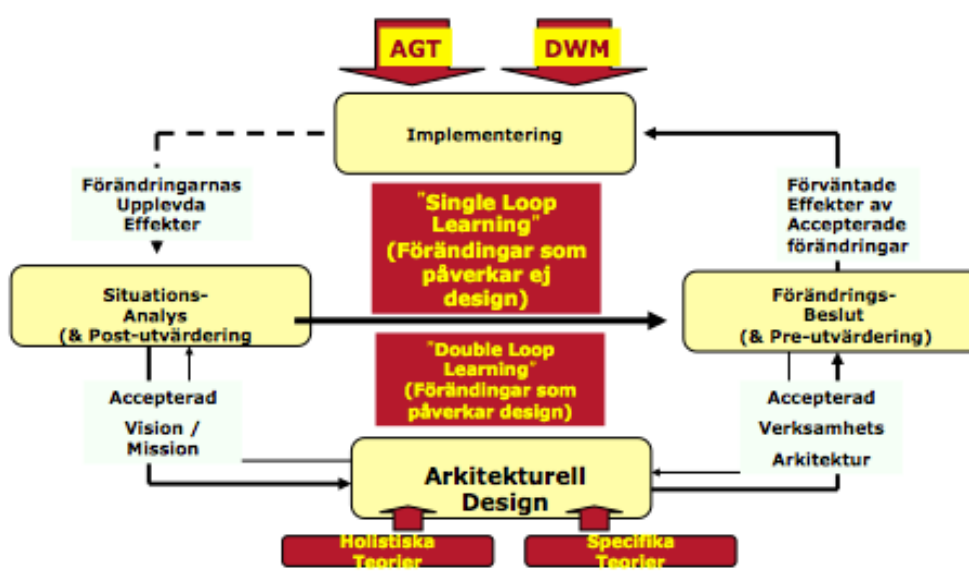 AGT
DWM
Implementering
Förändringarnas
Upplevda
Effekter
"Single Loop
Learning"
(Förändingar som
påverkar ej
design)
Förväntade
Effekter av
Accepterade
förändringar
Situations-
Analys
(& Post-utvärdering
Förändrings-
Beslut
(& Pre-utvärdering)
"Double Loop
Learning"
(Förändingar som
påverkar design)
Accepterad
Vision /
Mission
Accepterad
Verksamhets
Arkitektur
Arkitekturell
Design
Holistiska
Teorier
Specifika
Teorier